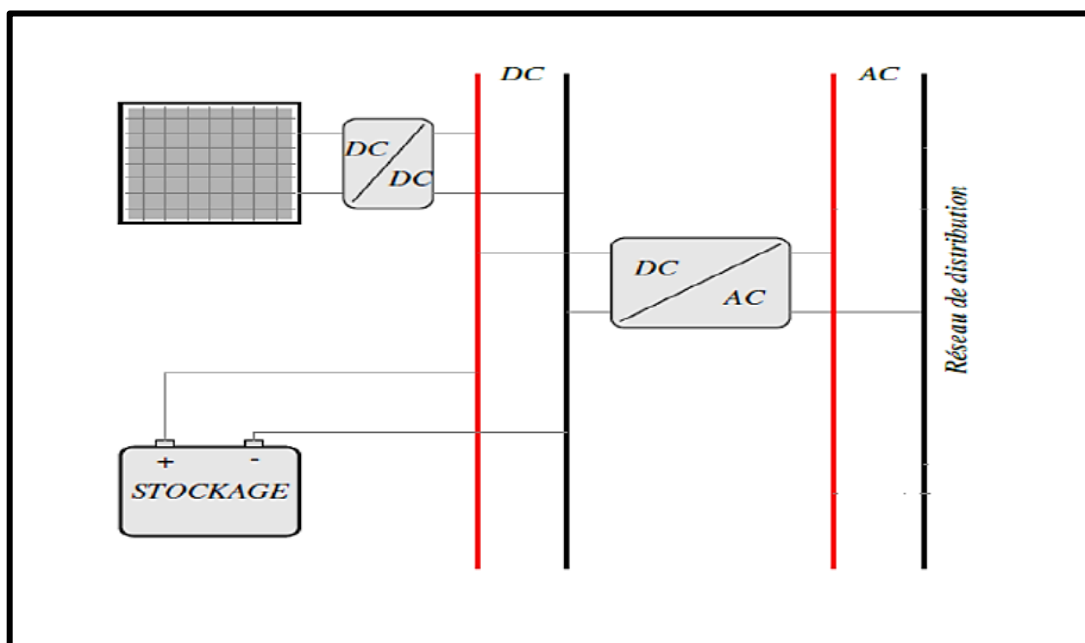 DC
AC
DC
DC
DC
AC
Réseau de distribution
+ -
STOCKAGE